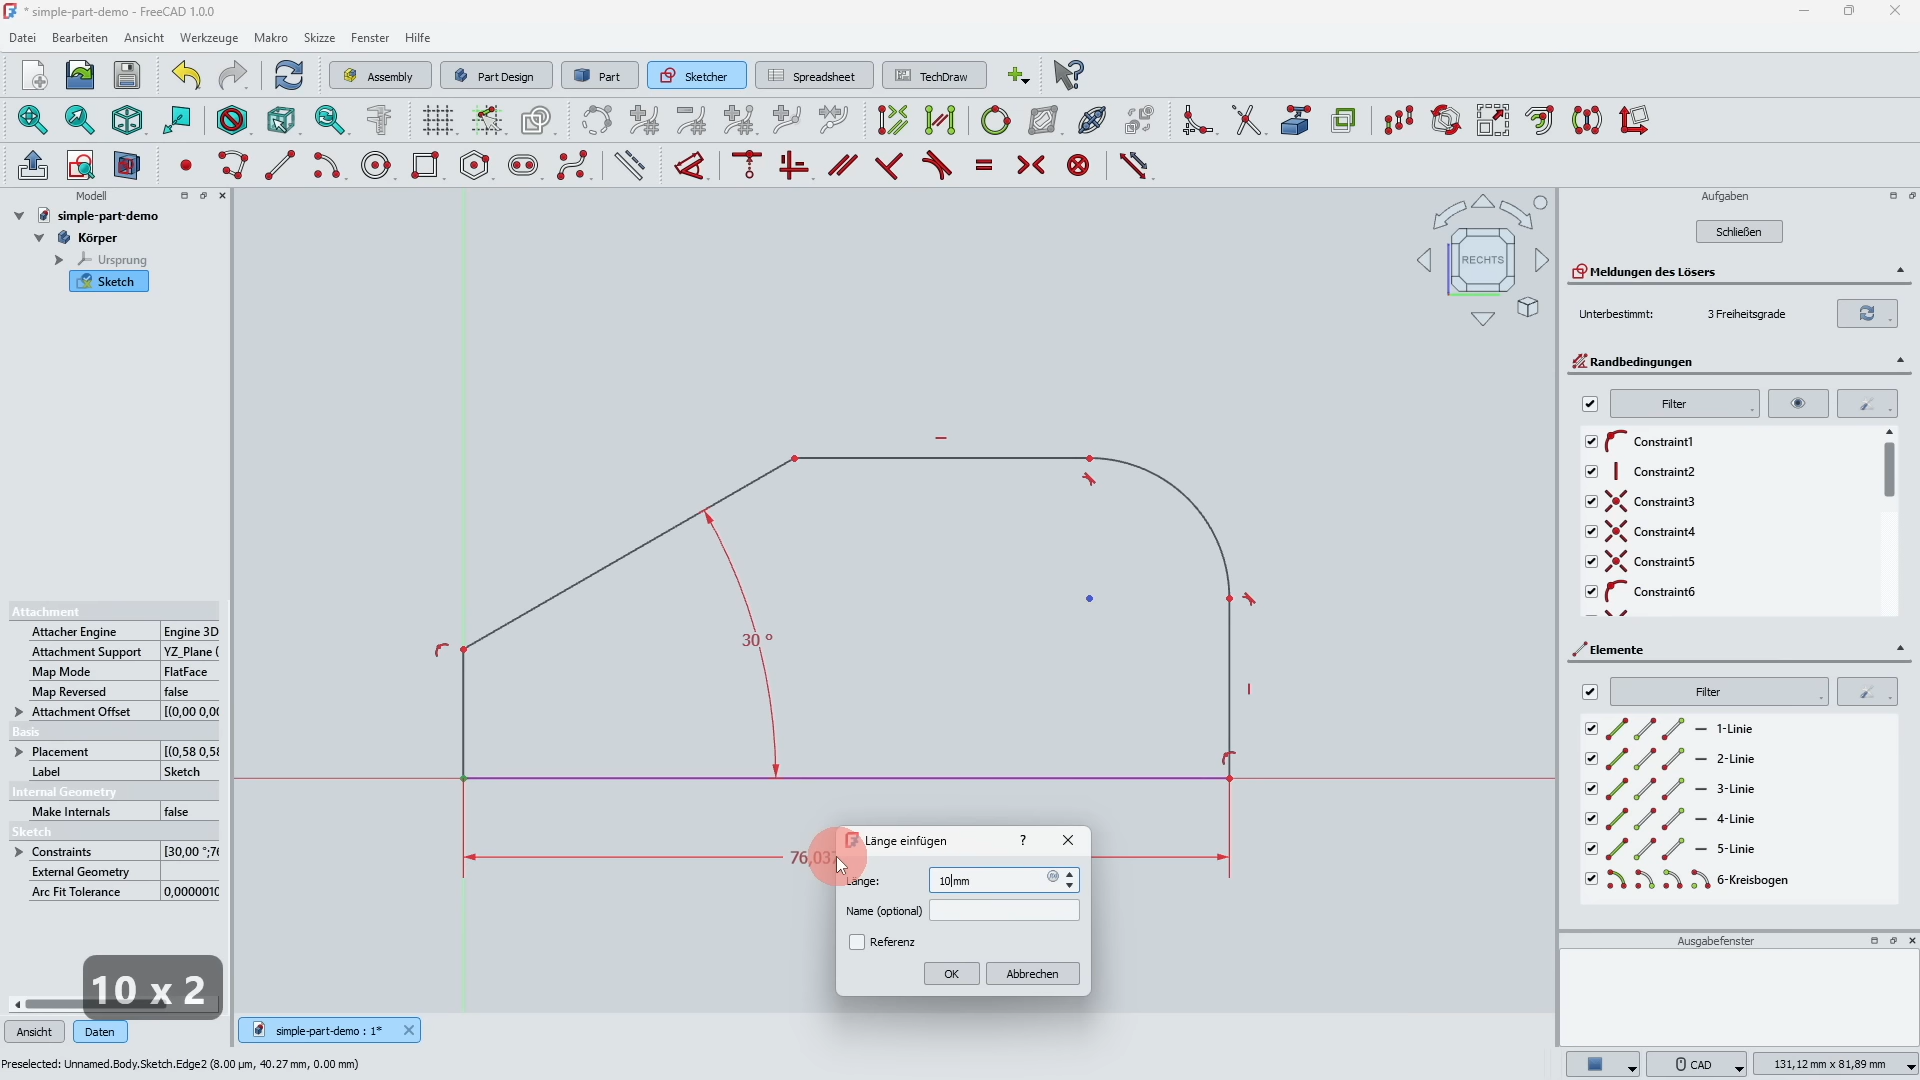 * simple-part-demo - FreeCAD 1.0.0
Datei Bearbeiten Ansicht Werkzeuge Makro Skizze Fenster Hilfe
Assembly Part Design Part Sketcher Spreadsheet TechDraw
Modell
simple-part-demo
Körper
Ursprung
Sketch
Attachment
Attacher Engine Engine 3D
Attachment Support YZ_Plane (
Map Mode FlatFace
Map Reversed false
Attachment Offset [(0,00 0,00
Basis
Placement [(0,58 0,58
Label Sketch
Internal Geometry
Make Internals false
Sketch
Constraints [30,00 °;76
External Geometry
Arc Fit Tolerance 0,0000010
10 x 2
Ansicht Daten
simple-part-demo : 1*
Preselected: Unnamed.Body.Sketch.Edge2 (8.00 µm, 40.27 mm, 0.00 mm)
RECHTS
30 °
76,037
Länge einfügen ?
Länge: 10 mm
Name (optional)
Referenz
OK Abbrechen
Aufgaben
Schließen
Meldungen des Lösers
Unterbestimmt: 3 Freiheitsgrade
Randbedingungen
Filter
Constraint1
Constraint2
Constraint3
Constraint4
Constraint5
Constraint6
Elemente
Filter
1-Linie
2-Linie
3-Linie
4-Linie
5-Linie
6-Kreisbogen
Ausgabefenster
CAD 131,12 mm x 81,89 mm